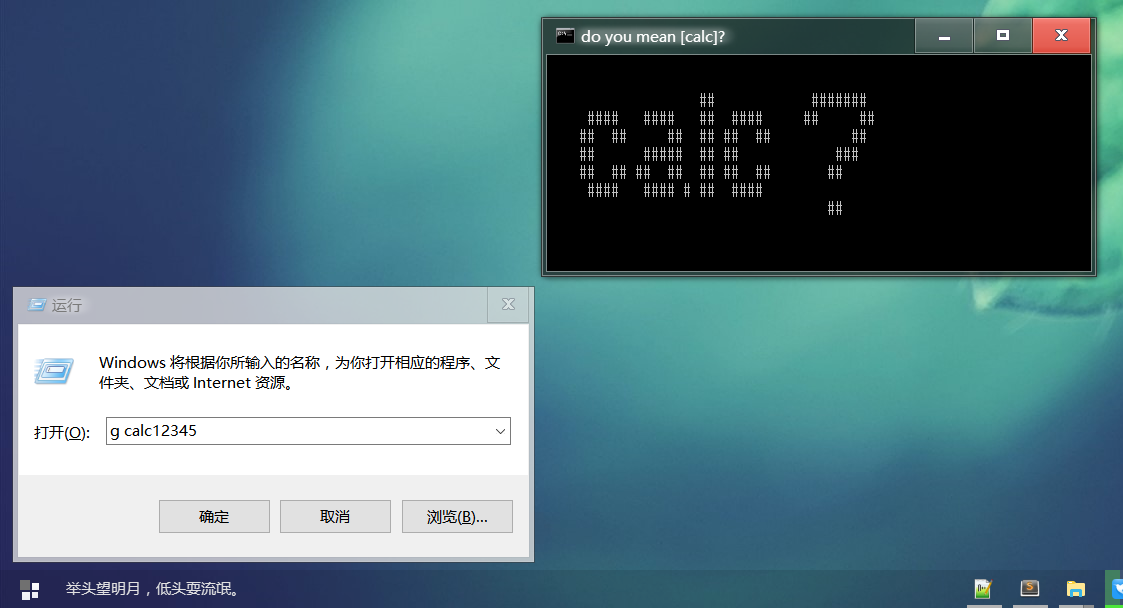 do you mean [calc]?
calc ?
运行
Windows 将根据你所输入的名称，为你打开相应的程序、文
件夹、文档或 Internet 资源。
打开(O):
g calc12345
确定
取消
浏览(B)...
举头望明月，低头耍流氓。